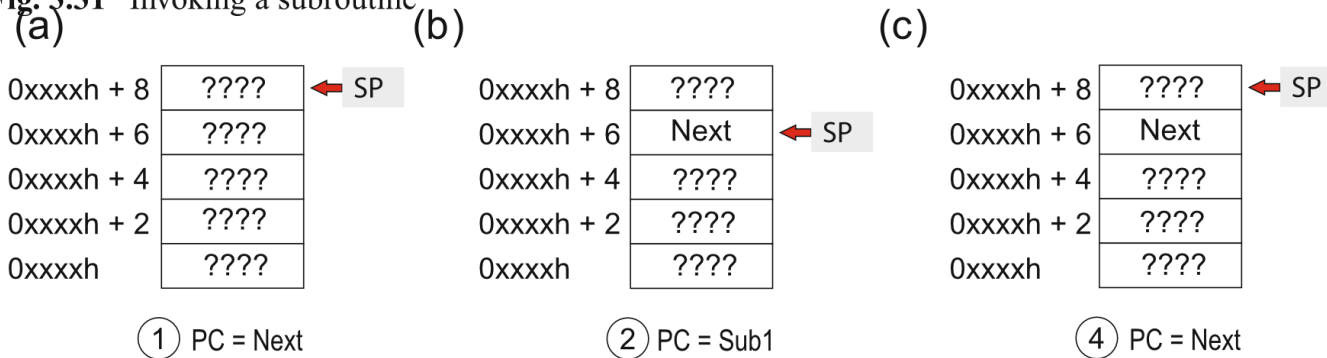 Fig. 3.31 Invoking a subroutine
(a)
0xxxxh + 8 ???? SP
0xxxxh + 6 ????
0xxxxh + 4 ????
0xxxxh + 2 ????
0xxxxh ????
1 PC = Next
(b)
0xxxxh + 8 ????
0xxxxh + 6 Next SP
0xxxxh + 4 ????
0xxxxh + 2 ????
0xxxxh ????
2 PC = Sub1
(c)
0xxxxh + 8 ???? SP
0xxxxh + 6 Next
0xxxxh + 4 ????
0xxxxh + 2 ????
0xxxxh ????
4 PC = Next